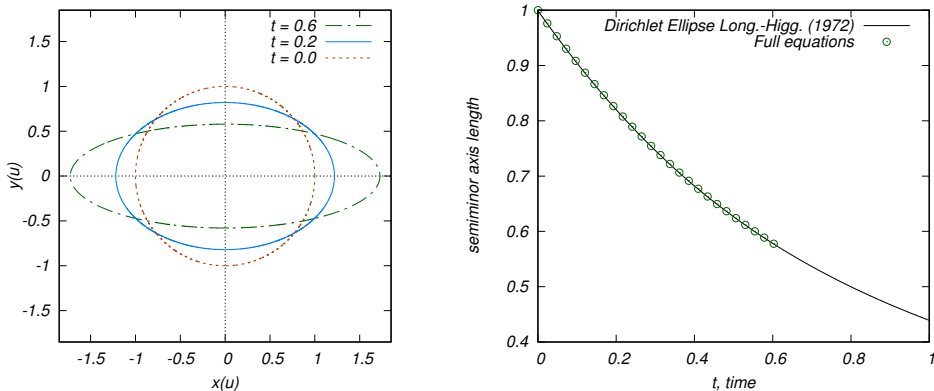 t = 0.6
t = 0.2
t = 0.0
1.5
1
0.5
0
-0.5
-1
-1.5
y(u)
-1.5 -1 -0.5 0 0.5 1 1.5
x(u)
Dirichlet Ellipse Long.-Higg. (1972)
Full equations
1
0.9
0.8
0.7
0.6
0.5
0.4
semiminor axis length
0 0.2 0.4 0.6 0.8 1
t, time